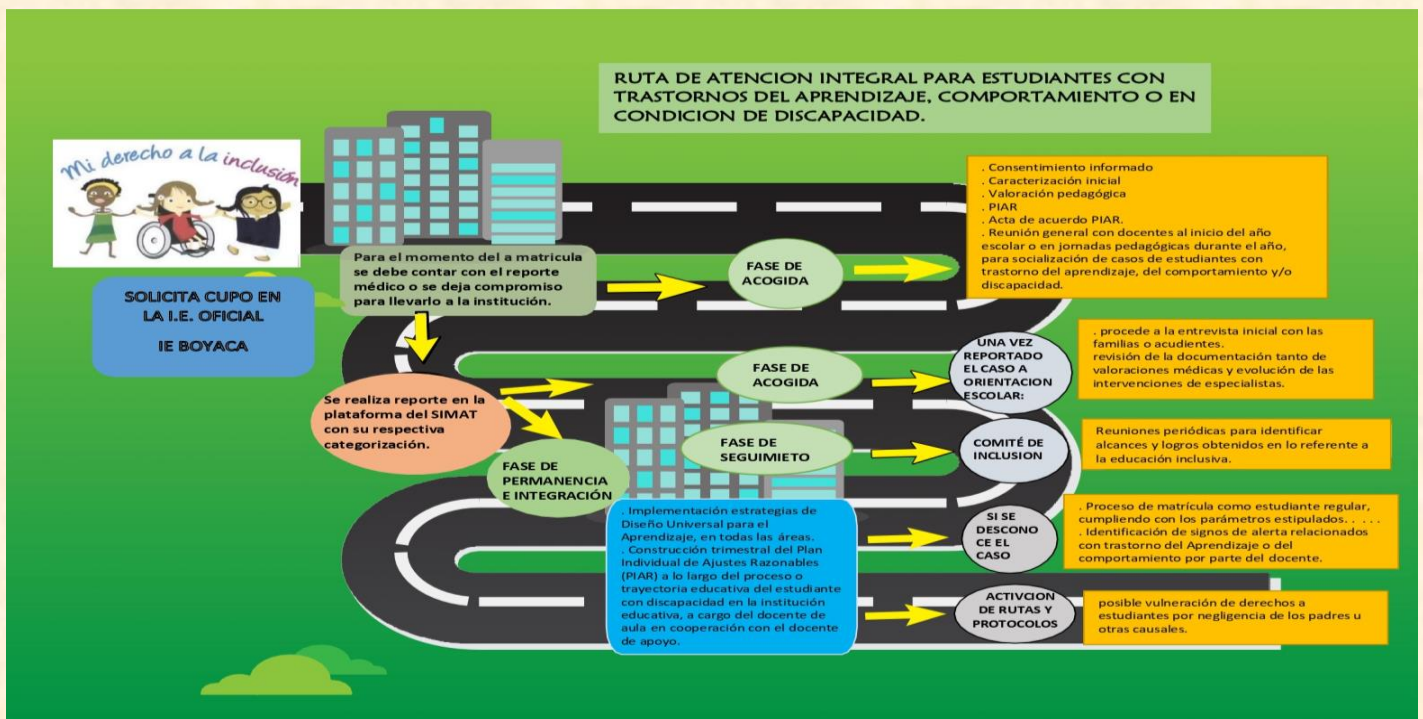 RUTA DE ATENCION INTEGRAL PARA ESTUDIANTES CON
TRASTORNOS DEL APRENDIZAJE, COMPORTAMIENTO O EN
CONDICION DE DISCAPACIDAD.
Mi derecho a la inclusión
SOLICITA CUPO EN
LA I.E. OFICIAL
IE BOYACA
Para el momento del a matricula
se debe contar con el reporte
médico o se deja compromiso
para llevarlo a la institución.
FASE DE
ACOGIDA
. Consentimiento informado
. Caracterización inicial
. Valoración pedagógica
. PIAR
. Acta de acuerdo PIAR.
. Reunión general con docentes al inicio del año
escolar o en jornadas pedagógicas durante el año,
para socialización de casos de estudiantes con
trastorno del aprendizaje, del comportamiento y/o
discapacidad.
Se realiza reporte en la
plataforma del SIMAT
con su respectiva
categorización.
FASE DE
ACOGIDA
UNA VEZ
REPORTADO
EL CASO A
ORIENTACION
ESCOLAR:
. procede a la entrevista inicial con las
familias o acudientes.
revisión de la documentación tanto de
valoraciones médicas y evolución de las
intervenciones de especialistas.
FASE DE
SEGUIMIETO
COMITÉ DE
INCLUSION
Reuniones periódicas para identificar
alcances y logros obtenidos en lo referente a
la educación inclusiva.
FASE DE
PERMANENCIA
E INTEGRACIÓN
. Implementación estrategias de
Diseño Universal para el
Aprendizaje, en todas las áreas.
. Construcción trimestral del Plan
Individual de Ajustes Razonables
(PIAR) a lo largo del proceso o
trayectoria educativa del estudiante
con discapacidad en la institución
educativa, a cargo del docente de
aula en cooperación con el docente
de apoyo.
SI SE
DESCONO
CE EL
CASO
. Proceso de matrícula como estudiante regular,
cumpliendo con los parámetros estipulados. . . . .
. Identificación de signos de alerta relacionados
con trastorno del Aprendizaje o del
comportamiento por parte del docente.
ACTIVCION
DE RUTAS Y
PROTOCOLOS
posible vulneración de derechos a
estudiantes por negligencia de los padres u
otras causales.